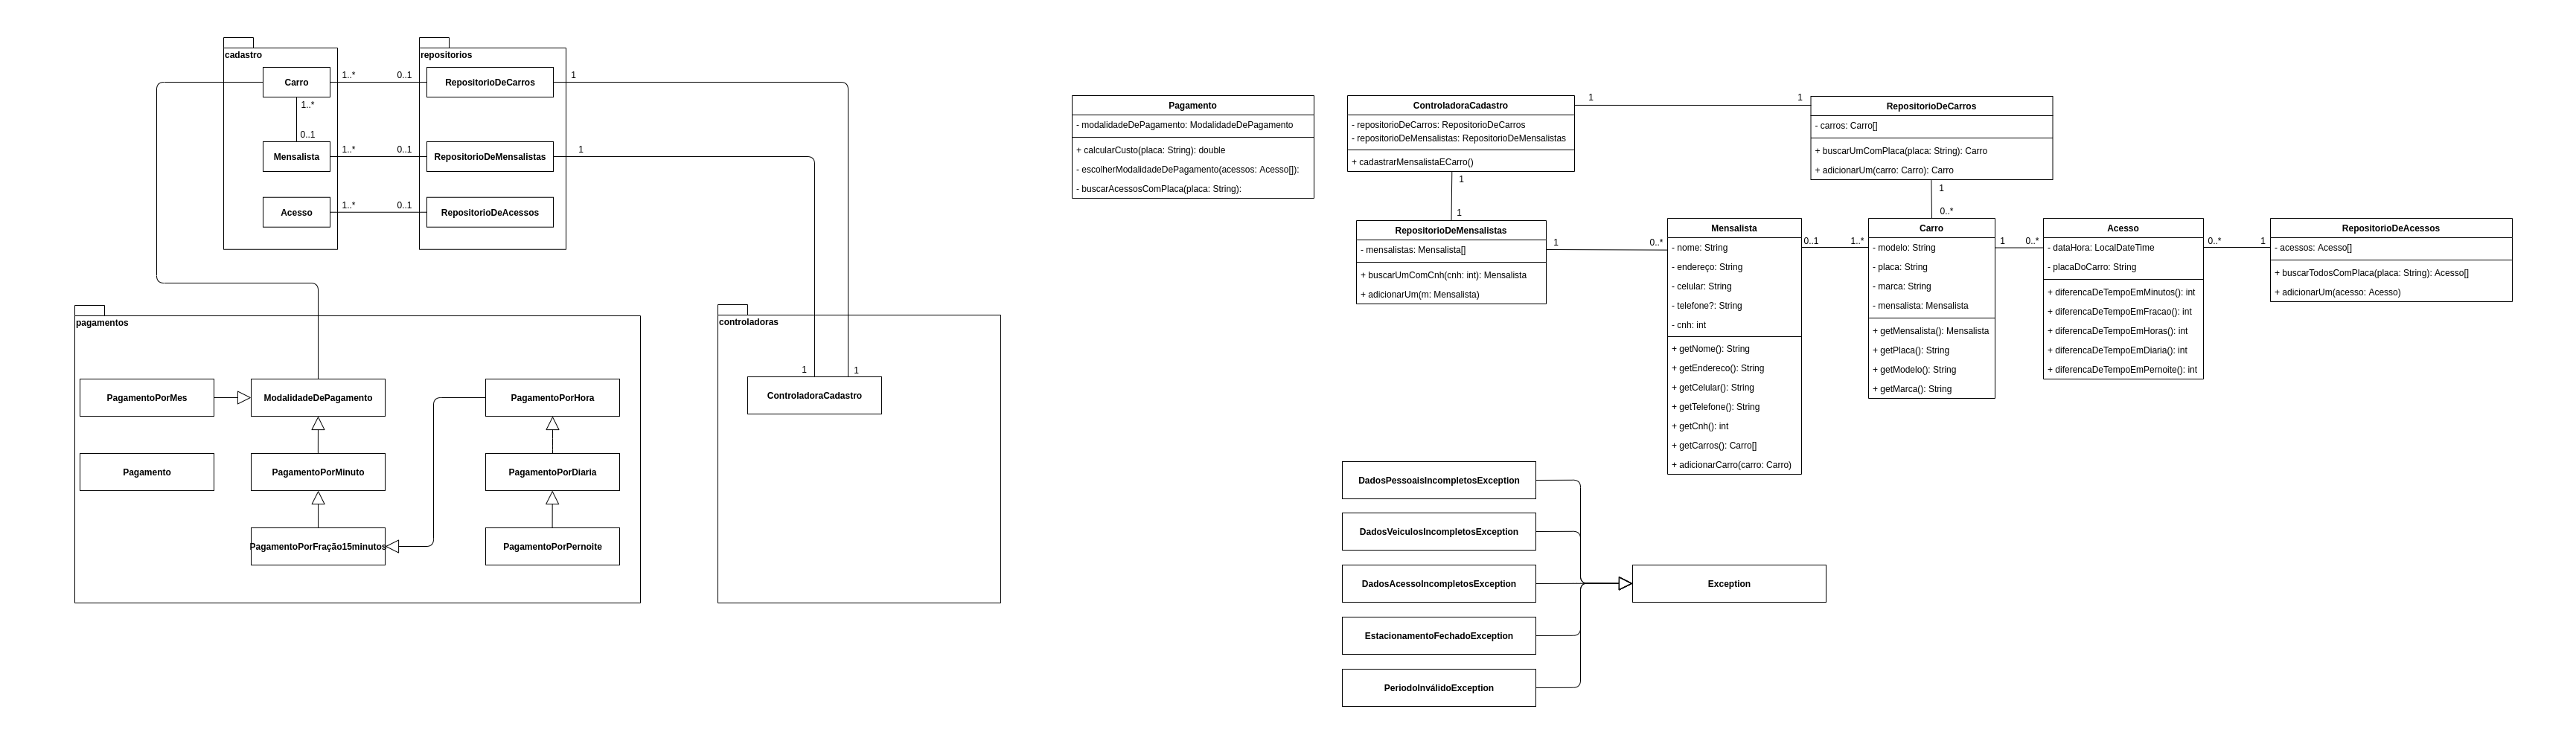 cadastro
Carro
1..*
0..1
1..*
0..1
Mensalista
1..*
0..1
Acesso
1..*
0..1
repositorios
RepositorioDeCarros
1
RepositorioDeMensalistas
1
RepositorioDeAcessos
pagamentos
PagamentoPorMes
ModalidadeDePagamento
PagamentoPorHora
Pagamento
PagamentoPorMinuto
PagamentoPorDiaria
PagamentoPorFração15minutos
PagamentoPorPernoite
controladoras
1
1
ControladoraCadastro
Pagamento
- modalidadeDePagamento: ModalidadeDePagamento
+ calcularCusto(placa: String): double
- escolherModalidadeDePagamento(acessos: Acesso[]):
- buscarAcessosComPlaca(placa: String):
ControladoraCadastro
- repositorioDeCarros: RepositorioDeCarros
- repositorioDeMensalistas: RepositorioDeMensalistas
+ cadastrarMensalistaECarro()
1
1
1
1
RepositorioDeCarros
- carros: Carro[]
+ buscarUmComPlaca(placa: String): Carro
+ adicionarUm(carro: Carro): Carro
1
0..*
RepositorioDeMensalistas
- mensalistas: Mensalista[]
+ buscarUmComCnh(cnh: int): Mensalista
+ adicionarUm(m: Mensalista)
1
0..*
Mensalista
- nome: String
- endereço: String
- celular: String
- telefone?: String
- cnh: int
+ getNome(): String
+ getEndereco(): String
+ getCelular(): String
+ getTelefone(): String
+ getCnh(): int
+ getCarros(): Carro[]
+ adicionarCarro(carro: Carro)
0..1
1..*
Carro
- modelo: String
- placa: String
- marca: String
- mensalista: Mensalista
+ getMensalista(): Mensalista
+ getPlaca(): String
+ getModelo(): String
+ getMarca(): String
1
0..*
Acesso
- dataHora: LocalDateTime
- placaDoCarro: String
+ diferencaDeTempoEmMinutos(): int
+ diferencaDeTempoEmFracao(): int
+ diferencaDeTempoEmHoras(): int
+ diferencaDeTempoEmDiaria(): int
+ diferencaDeTempoEmPernoite(): int
0..*
1
RepositorioDeAcessos
- acessos: Acesso[]
+ buscarTodosComPlaca(placa: String): Acesso[]
+ adicionarUm(acesso: Acesso)
DadosPessoaisIncompletosException
DadosVeiculosIncompletosException
DadosAcessoIncompletosException
EstacionamentoFechadoException
PeriodoInválidoException
Exception